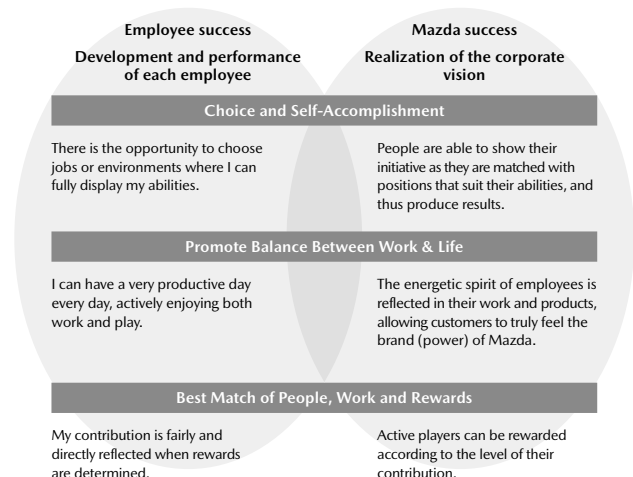 Employee success
Development and performance
of each employee
Mazda success
Realization of the corporate
vision
Choice and Self-Accomplishment
There is the opportunity to choose
jobs or environments where I can
fully display my abilities.
People are able to show their
initiative as they are matched with
positions that suit their abilities, and
thus produce results.
Promote Balance Between Work & Life
I can have a very productive day
every day, actively enjoying both
work and play.
The energetic spirit of employees is
reflected in their work and products,
allowing customers to truly feel the
brand (power) of Mazda.
Best Match of People, Work and Rewards
My contribution is fairly and
directly reflected when rewards
are determined.
Active players can be rewarded
according to the level of their
contribution.